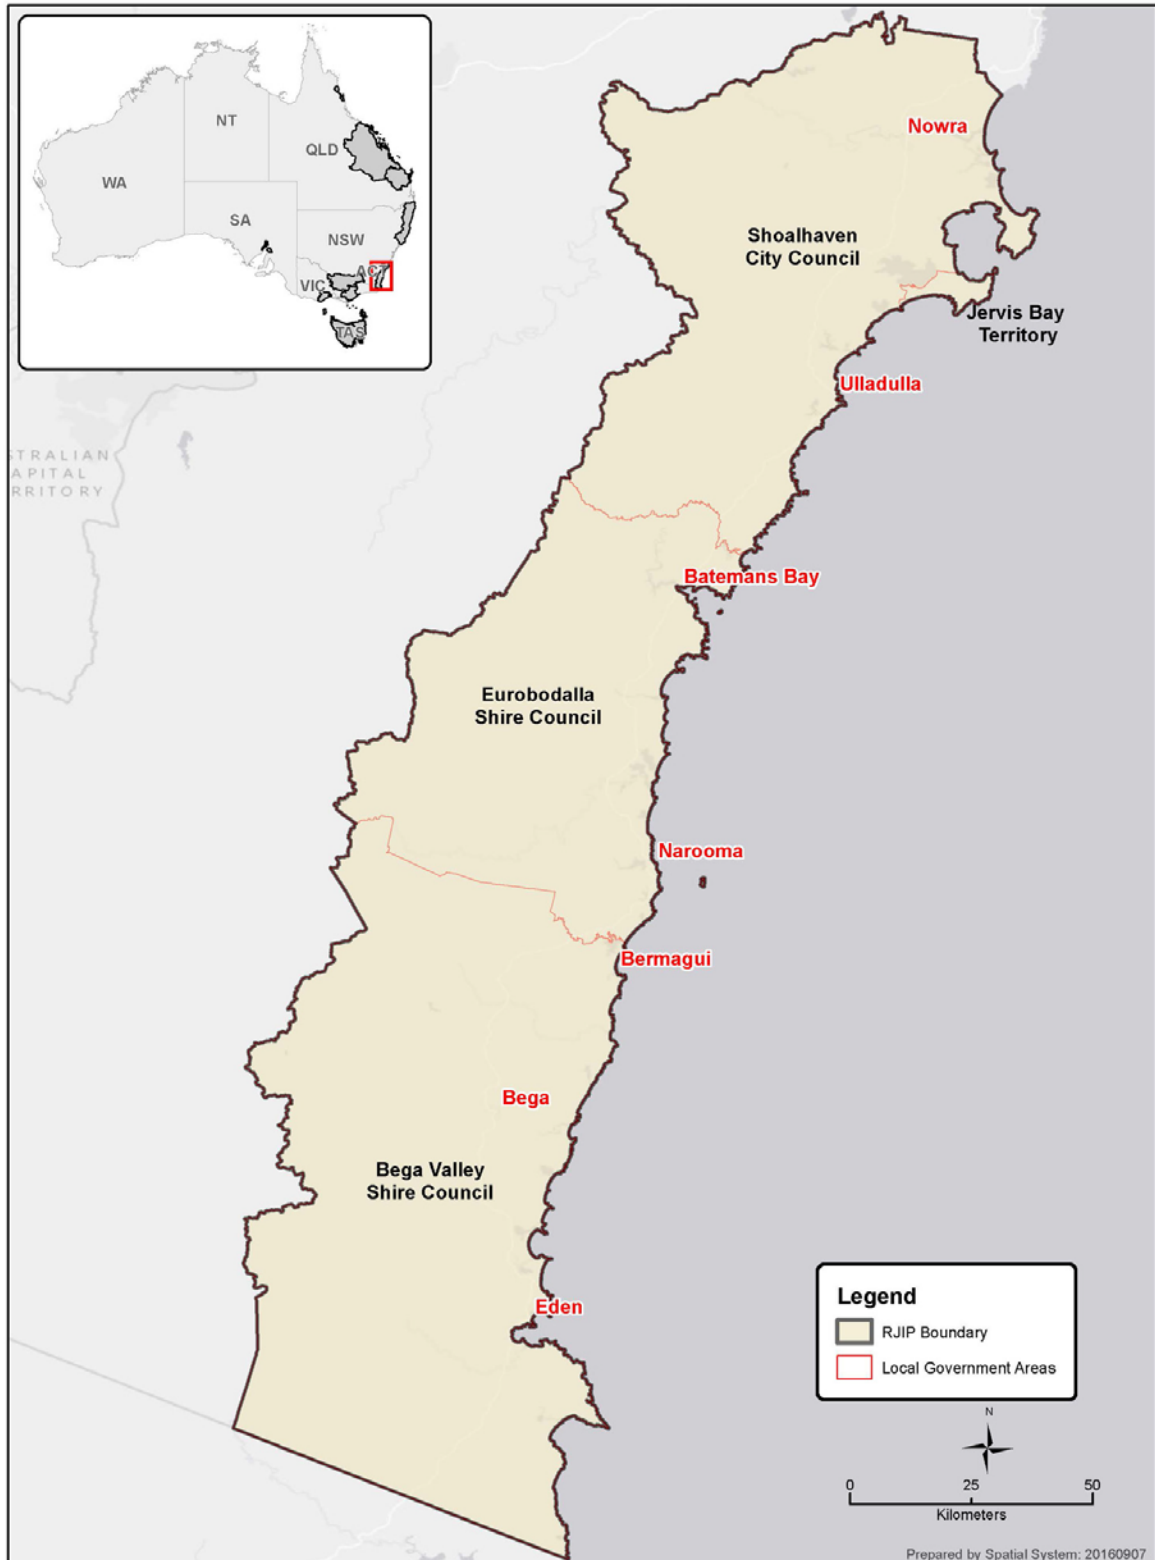 NT
QLD
WA
SA
NSW
ACT
VIC
TAS
Nowra
Shoalhaven
City Council
Jervis Bay
Territory
Ulladulla
STRALIAN
APITAL
RRITORY
Batemans Bay
Eurobodalla
Shire Council
Narooma
Bermagui
Bega
Bega Valley
Shire Council
Eden
Legend
RJIP Boundary
Local Government Areas
N
0 25 50
Kilometers
Prepared by Spatial System: 20160907